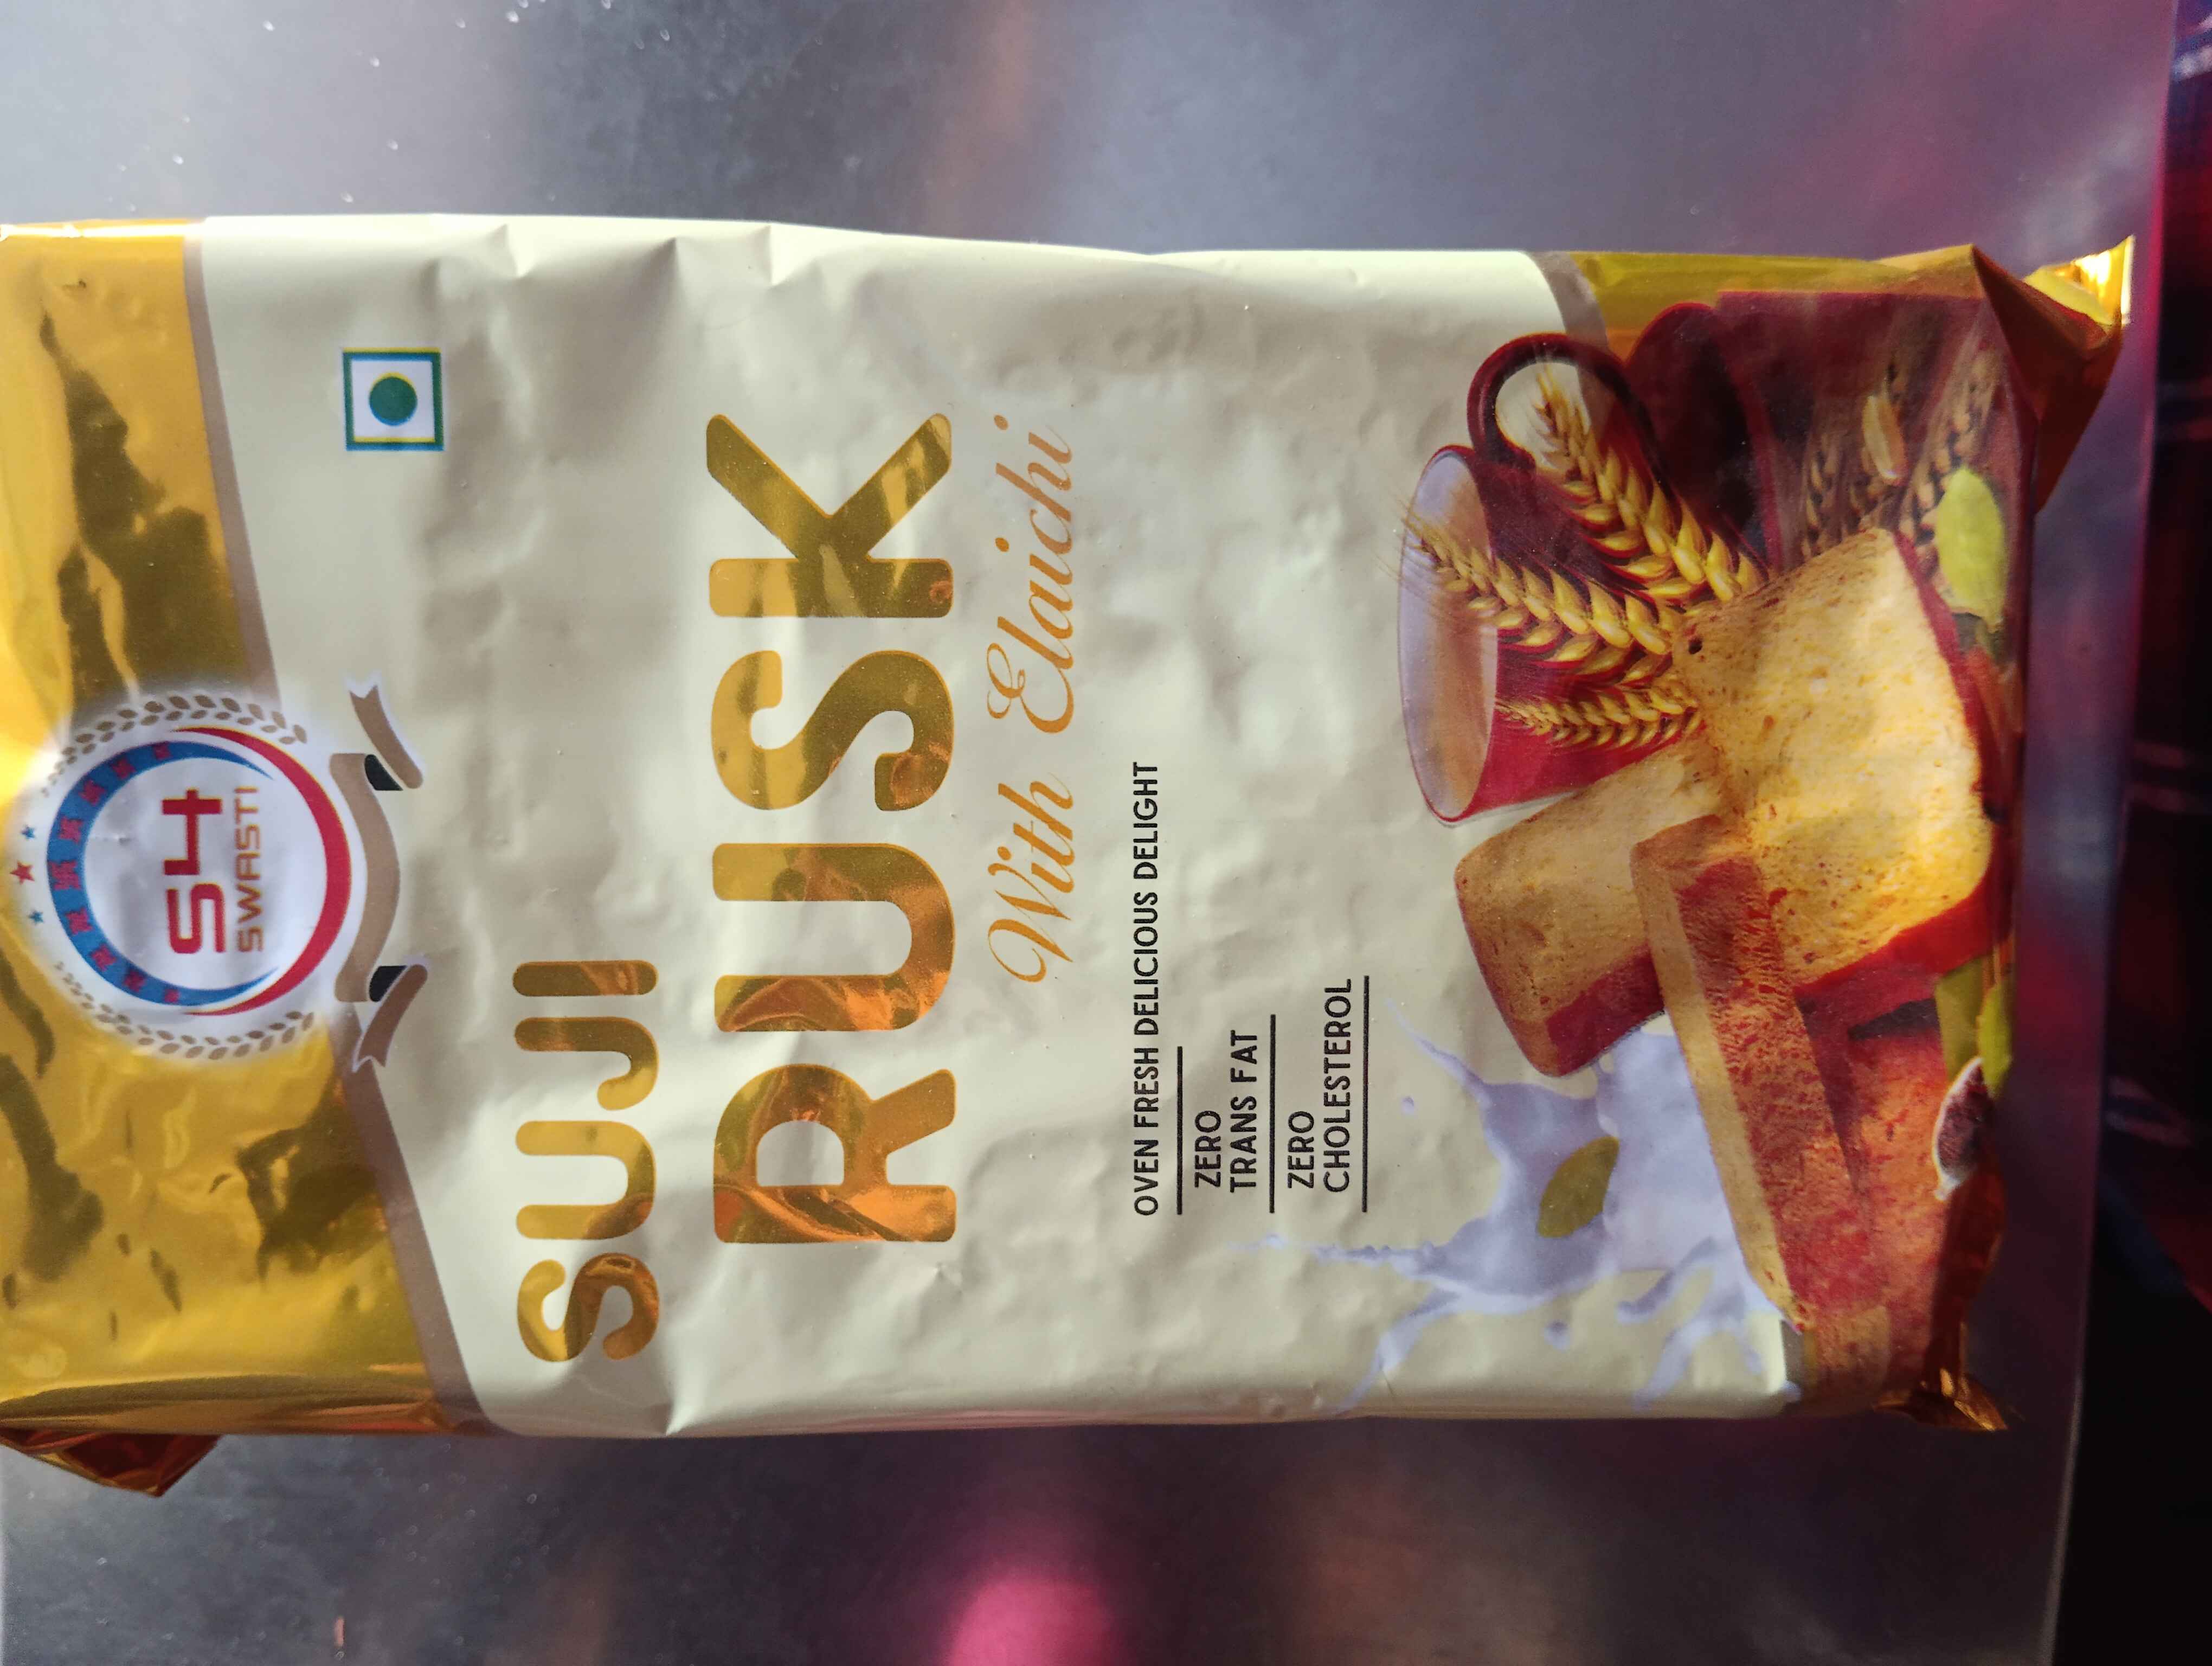 S4
SWASTI
SUJI
RUSK
With Elaichi
OVEN FRESH DELICIOUS DELIGHT
ZERO
TRANS FAT
ZERO
CHOLESTEROL